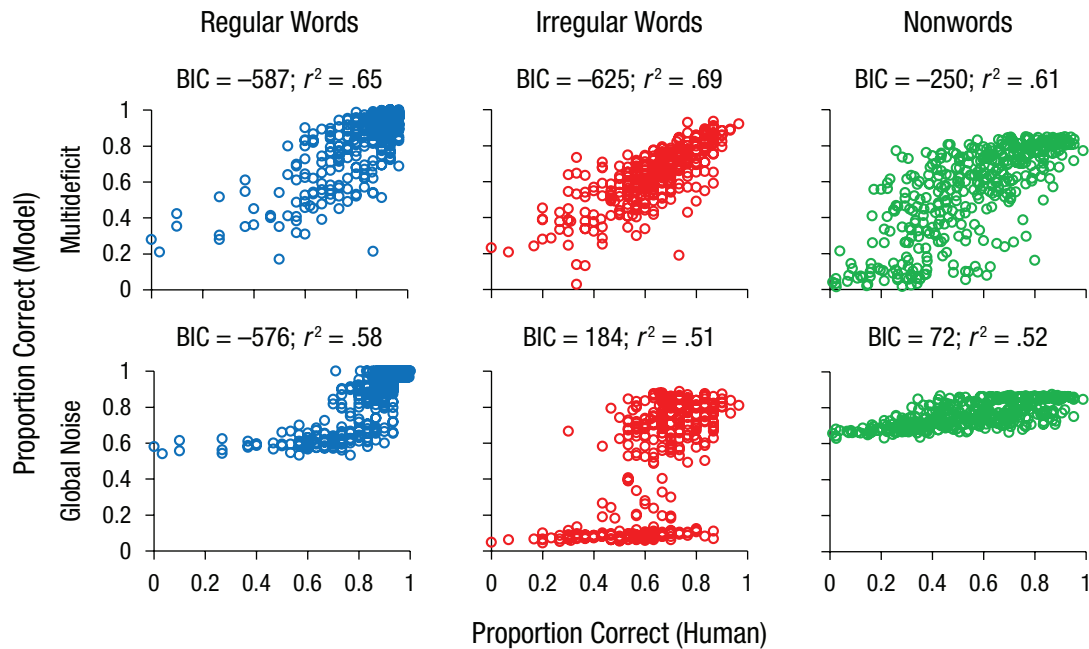 Regular Words
Irregular Words
Nonwords
BIC = –587; r² = .65
BIC = –625; r² = .69
BIC = –250; r² = .61
Proportion Correct (Model)
Multideficit
1
0.8
0.6
0.4
0.2
0
BIC = –576; r² = .58
BIC = 184; r² = .51
BIC = 72; r² = .52
Global Noise
1
0.8
0.6
0.4
0.2
0
0 0.2 0.4 0.6 0.8 1
0 0.2 0.4 0.6 0.8 1
0 0.2 0.4 0.6 0.8 1
Proportion Correct (Human)